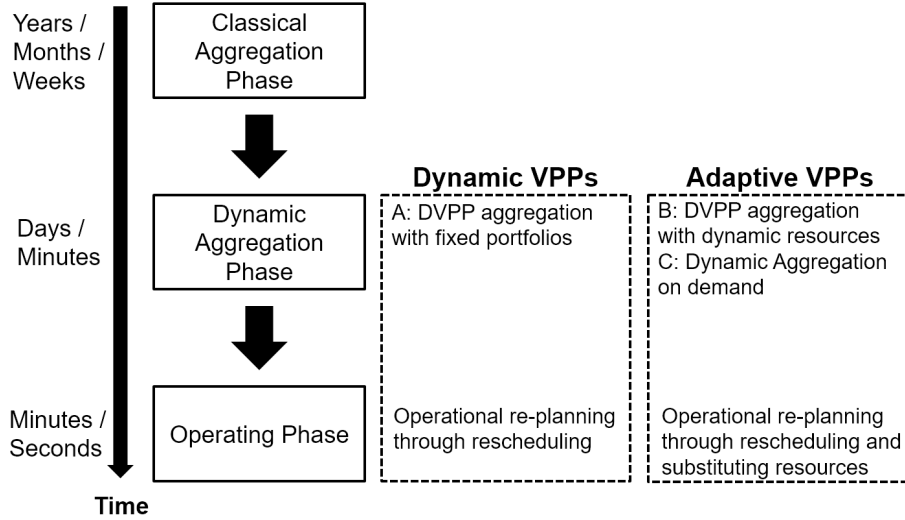 Years /
Months /
Weeks
Classical
Aggregation
Phase
Dynamic VPPs
Adaptive VPPs
Days /
Minutes
Dynamic
Aggregation
Phase
A: DVPP aggregation
with fixed portfolios
B: DVPP aggregation
with dynamic resources
C: Dynamic Aggregation
on demand
Minutes /
Seconds
Operating Phase
Operational re-planning
through rescheduling
Operational re-planning
through rescheduling and
substituting resources
Time